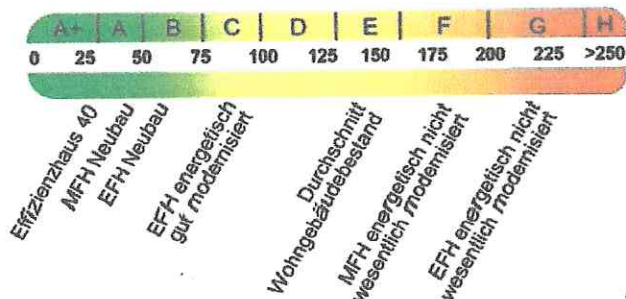 A+ A B C D E F G H
0 25 50 75 100 125 150 175 200 225 >250
Effizienzhaus 40
MFH Neubau
EFH Neubau
EFH energetisch
gut modernisiert
Durchschnitt
Wohngebäudebestand
MFH energetisch nicht
wesentlich modernisiert
EFH energetisch nicht
wesentlich modernisiert